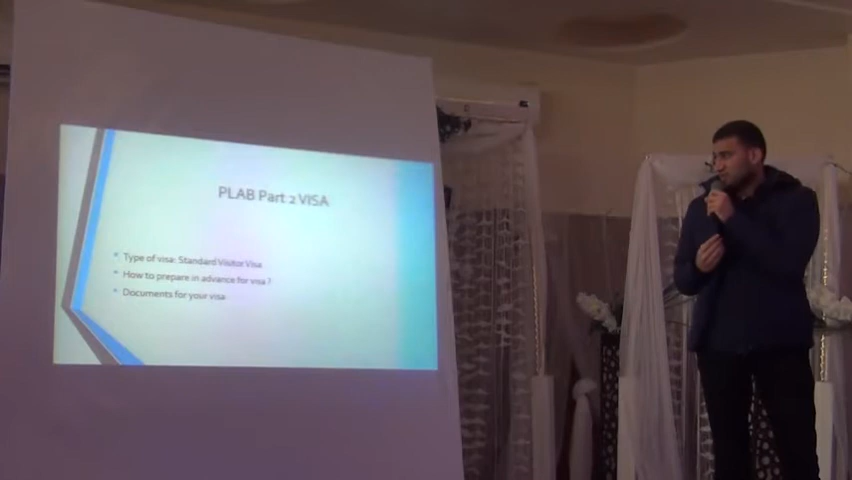 PLAB Part 2 VISA
Type of visa: Standard Visitor Visa
How to prepare in advance for visa ?
Documents for your visa